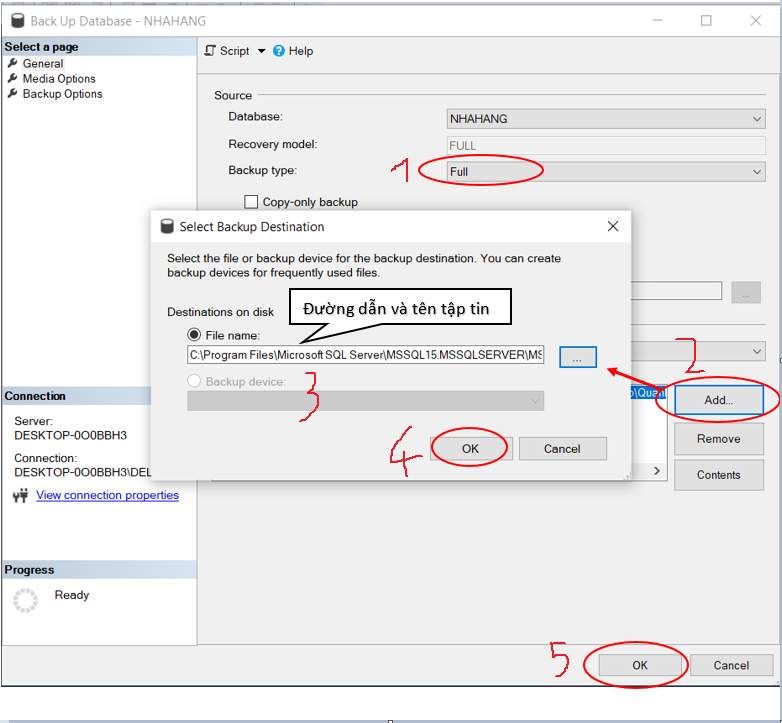 Back Up Database - NHAHANG
Select a page
General
Media Options
Backup Options
Script
Help
Source
Database:
NHAHANG
Recovery model:
FULL
Backup type:
1
Full
Copy-only backup
Select Backup Destination
Select the file or backup device for the backup destination. You can create
backup devices for frequently used files.
Destinations on disk
Đường dẫn và tên tập tin
File name:
C:\Program Files\Microsoft SQL Server\MSSQL15.MSSQLSERVER\MS
...
Backup device:
3
4
OK
Cancel
...
2
Add...
Remove
Contents
Connection
Server:
DESKTOP-0O0BBH3
Connection:
DESKTOP-0O0BBH3\DEL
View connection properties
Progress
Ready
5
OK
Cancel